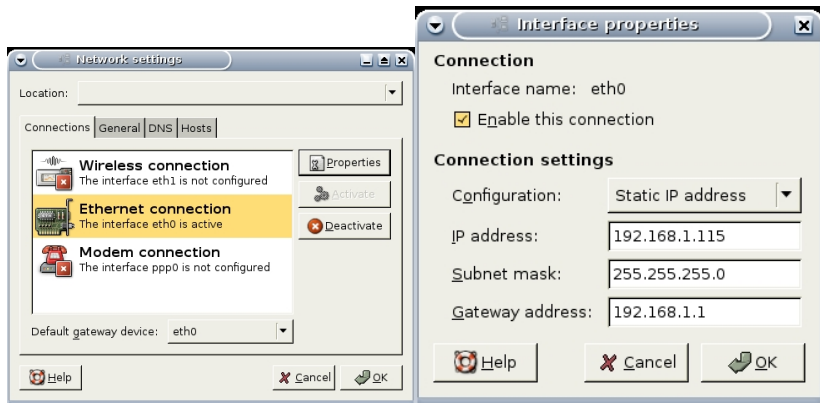 Network settings
Location:
Connections General DNS Hosts
Wireless connection
The interface eth1 is not configured
Ethernet connection
The interface eth0 is active
Modem connection
The interface ppp0 is not configured
Properties
Activate
Deactivate
Default gateway device: eth0
Help Cancel OK
Interface properties
Connection
Interface name: eth0
Enable this connection
Connection settings
Configuration: Static IP address
IP address: 192.168.1.115
Subnet mask: 255.255.255.0
Gateway address: 192.168.1.1
Help Cancel OK